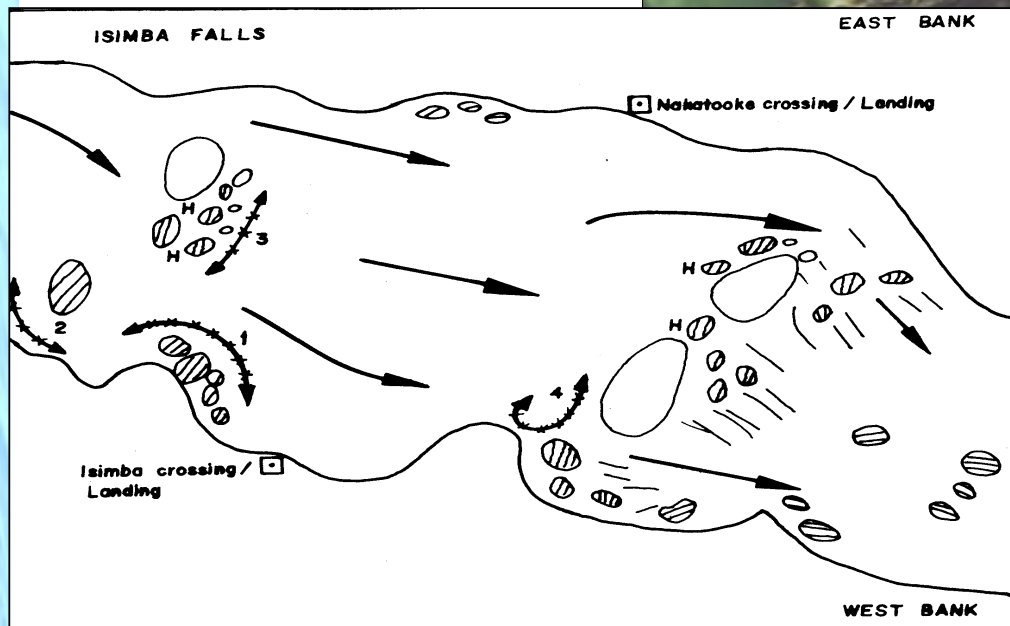 ISIMBA FALLS
EAST BANK
Nakatooke crossing / Landing
H
3
H
2
1
H
H
4
Isimba crossing /
Landing
WEST BANK